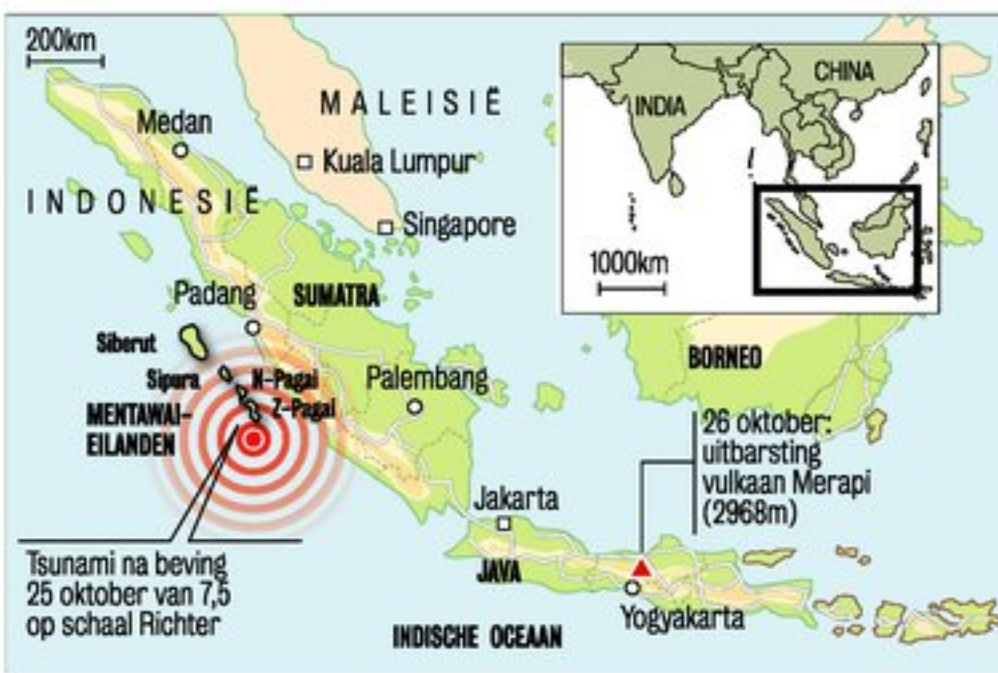 200km
MALEISIË
Medan
Kuala Lumpur
INDONESIË
Singapore
Padang
SUMATRA
Siberut
Sipura
N-Pagai
Z-Pagai
Palembang
MENTAWAI-
EILANDEN
Tsunami na beving
25 oktober van 7,5
op schaal Richter
Jakarta
JAVA
Yogyakarta
INDISCHE OCEAAN
BORNEO
26 oktober:
uitbarsting
vulkaan Merapi
(2968m)
CHINA
INDIA
1000km